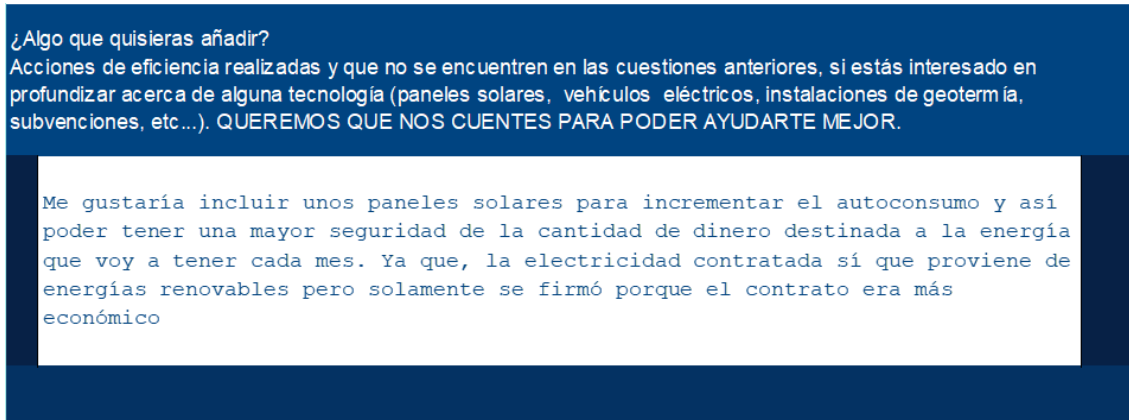 ¿Algo que quisieras añadir?
Acciones de eficiencia realizadas y que no se encuentren en las cuestiones anteriores, si estás interesado en
profundizar acerca de alguna tecnología (paneles solares, vehículos eléctricos, instalaciones de geotermía,
subvenciones, etc...). QUEREMOS QUE NOS CUENTES PARA PODER AYUDARTE MEJOR.
Me gustaría incluir unos paneles solares para incrementar el autoconsumo y así
poder tener una mayor seguridad de la cantidad de dinero destinada a la energía
que voy a tener cada mes. Ya que, la electricidad contratada sí que proviene de
energías renovables pero solamente se firmó porque el contrato era más
económico